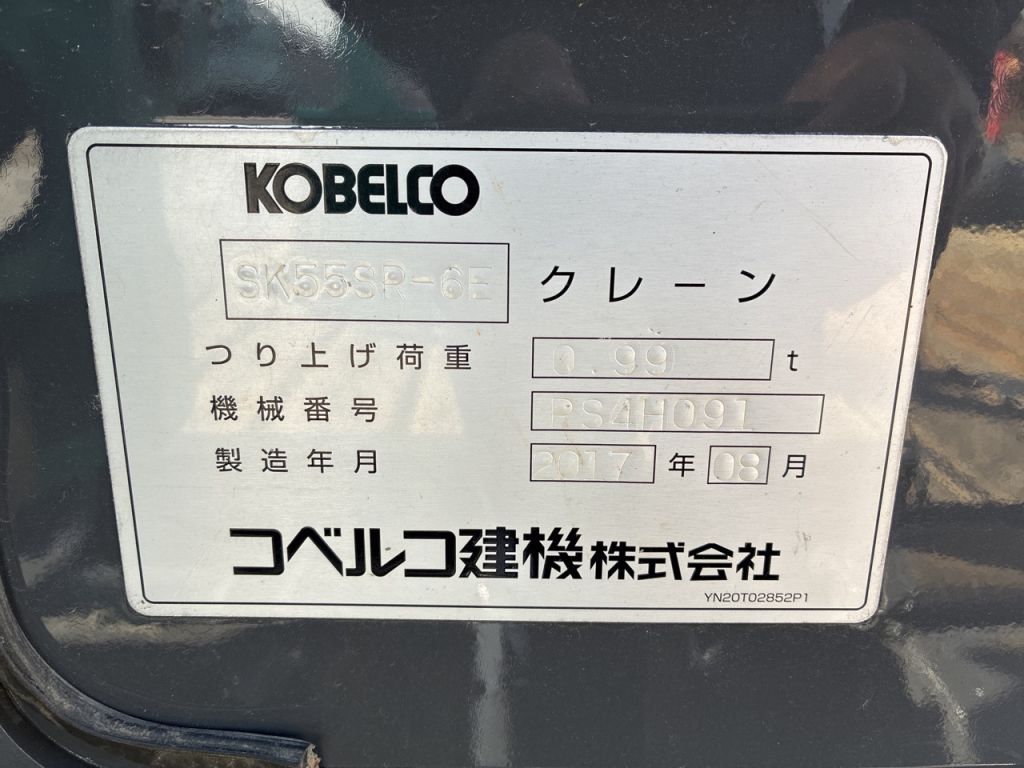 KOBELCO
SK55SR-6E クレーン
つり上げ荷重 0.99 t
機械番号 PS4H091
製造年月 2017 年 08 月
コベルコ建機株式会社
YN20T02852P1